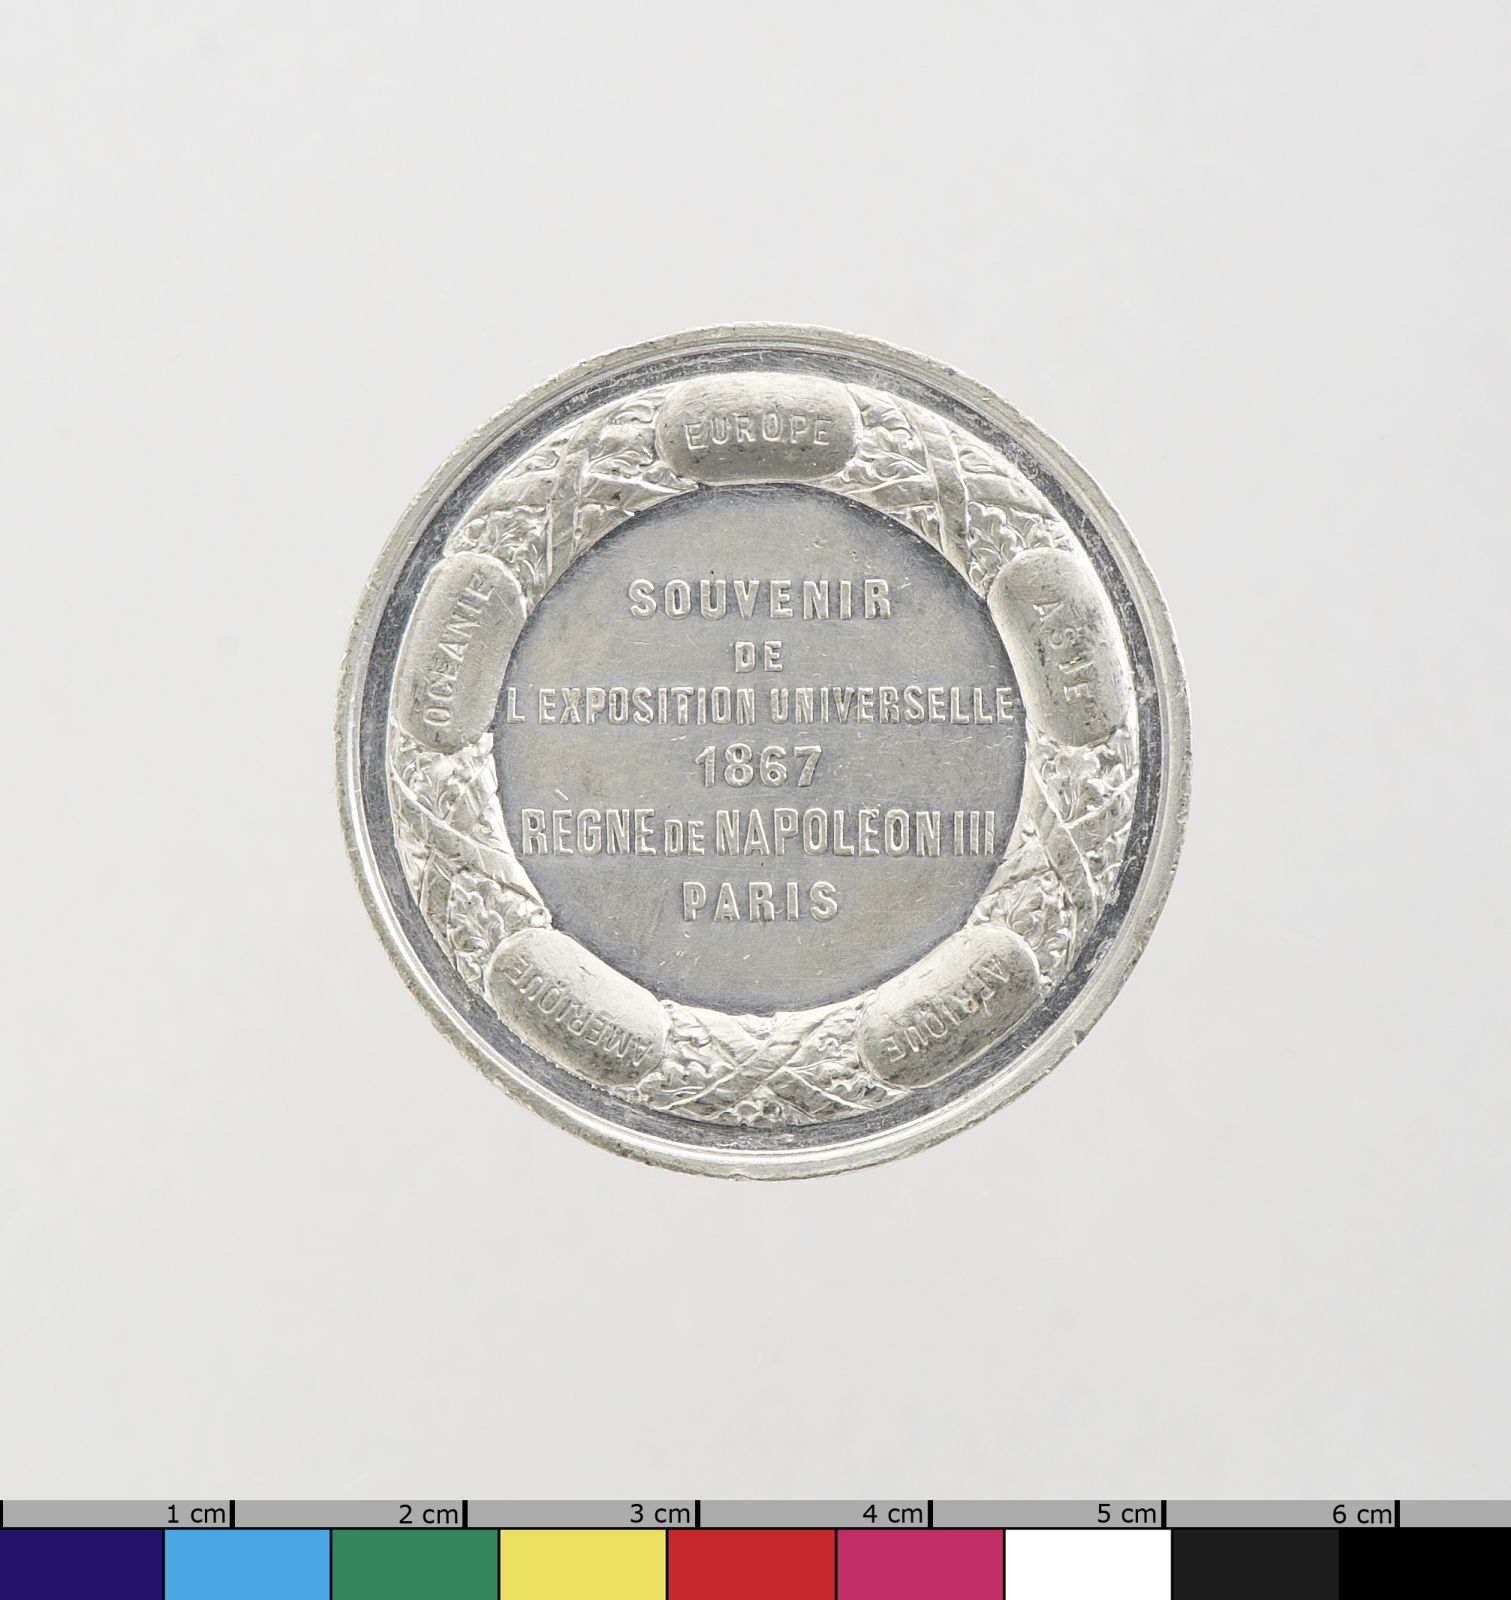 EUROPE
ASIE
AFRIQUE
AMERIQUE
OCEANIE
SOUVENIR
DE
L'EXPOSITION UNIVERSELLE
1867
RÈGNE DE NAPOLÉON III
PARIS
1 cm 2 cm 3 cm 4 cm 5 cm 6 cm